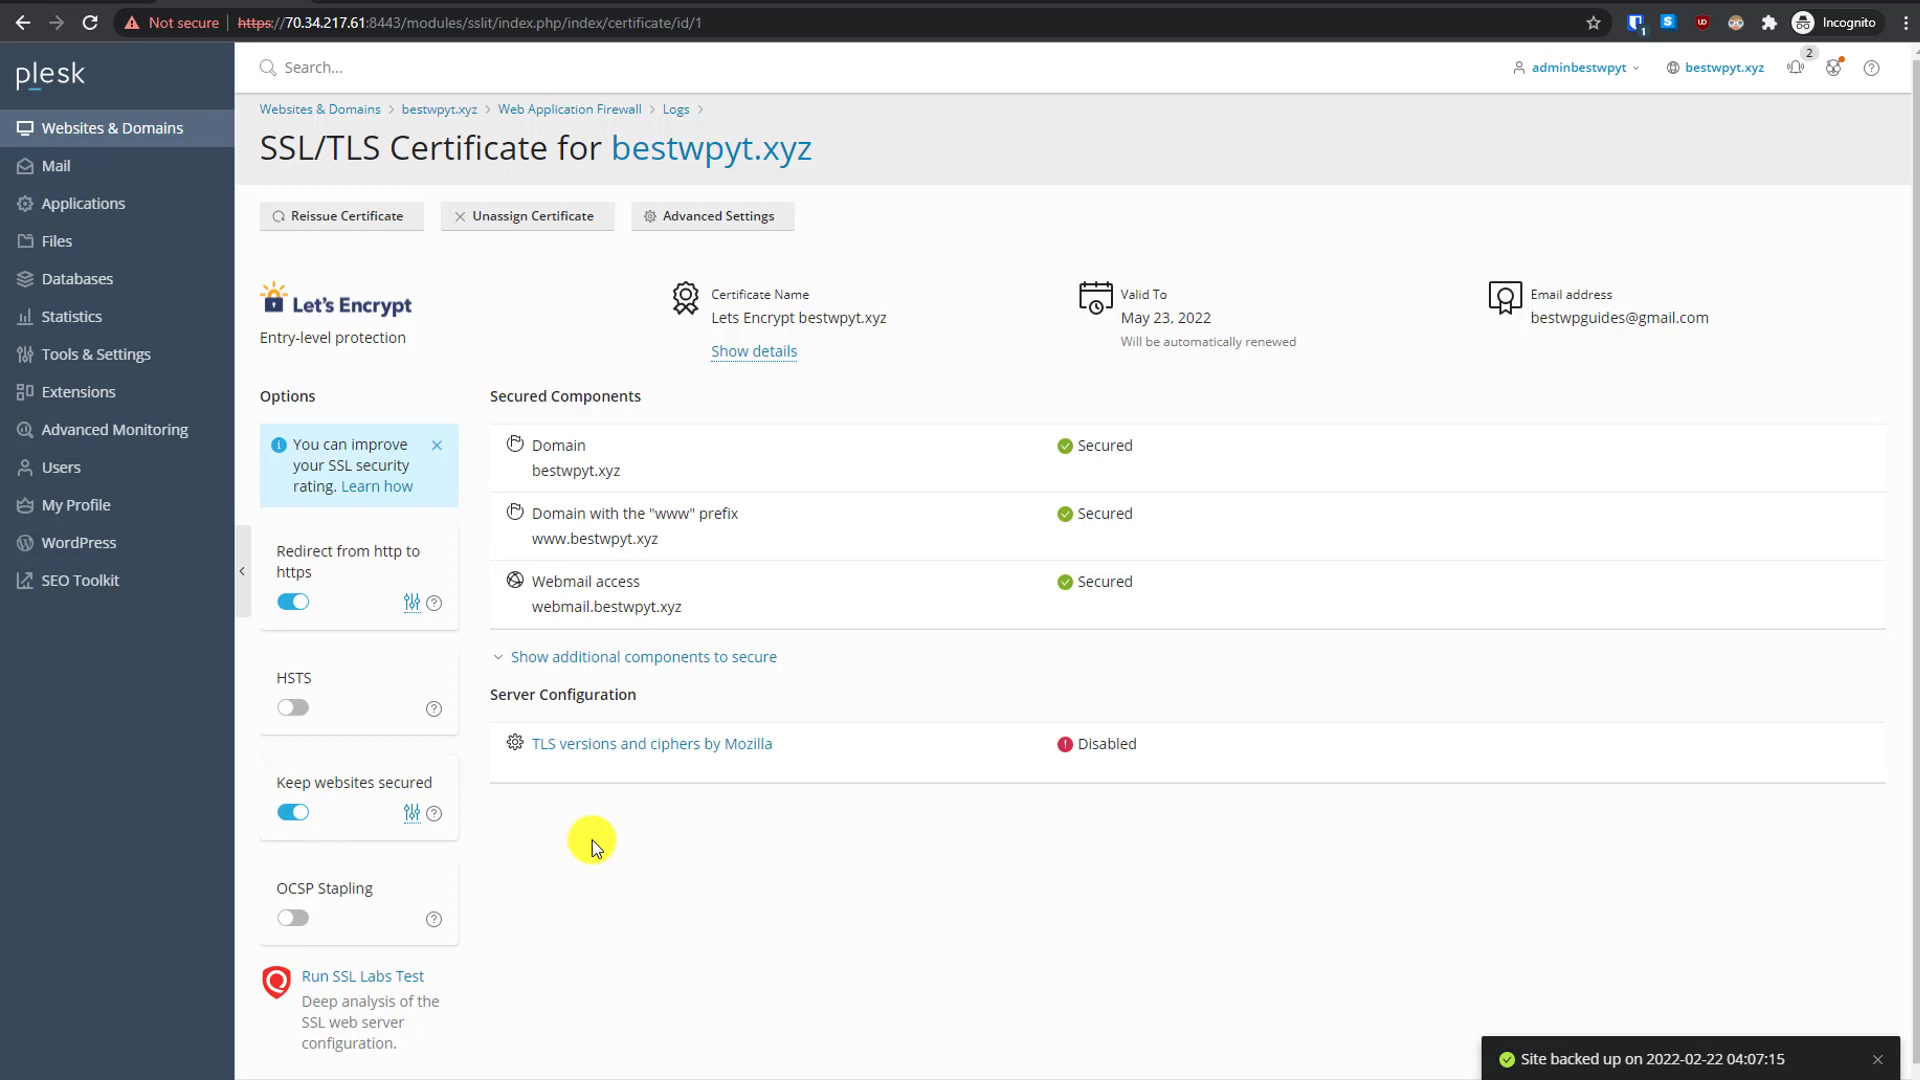 Not secure https://70.34.217.61:8443/modules/sslit/index.php/index/certificate/id/1
1
S
UD
Incognito
plesk
Search...
adminbestwpyt
bestwpyt.xyz
2
Websites & Domains
Mail
Applications
Files
Databases
Statistics
Tools & Settings
Extensions
Advanced Monitoring
Users
My Profile
WordPress
SEO Toolkit
Websites & Domains > bestwpyt.xyz > Web Application Firewall > Logs >
SSL/TLS Certificate for bestwpyt.xyz
Reissue Certificate
Unassign Certificate
Advanced Settings
Let's Encrypt
Entry-level protection
Certificate Name
Lets Encrypt bestwpyt.xyz
Show details
Valid To
May 23, 2022
Will be automatically renewed
Email address
bestwpguides@gmail.com
Options
You can improve
your SSL security
rating. Learn how
Redirect from http to
https
HSTS
Keep websites secured
OCSP Stapling
Run SSL Labs Test
Deep analysis of the
SSL web server
configuration.
Secured Components
Domain
bestwpyt.xyz
Secured
Domain with the "www" prefix
www.bestwpyt.xyz
Secured
Webmail access
webmail.bestwpyt.xyz
Secured
Show additional components to secure
Server Configuration
TLS versions and ciphers by Mozilla
Disabled
Site backed up on 2022-02-22 04:07:15